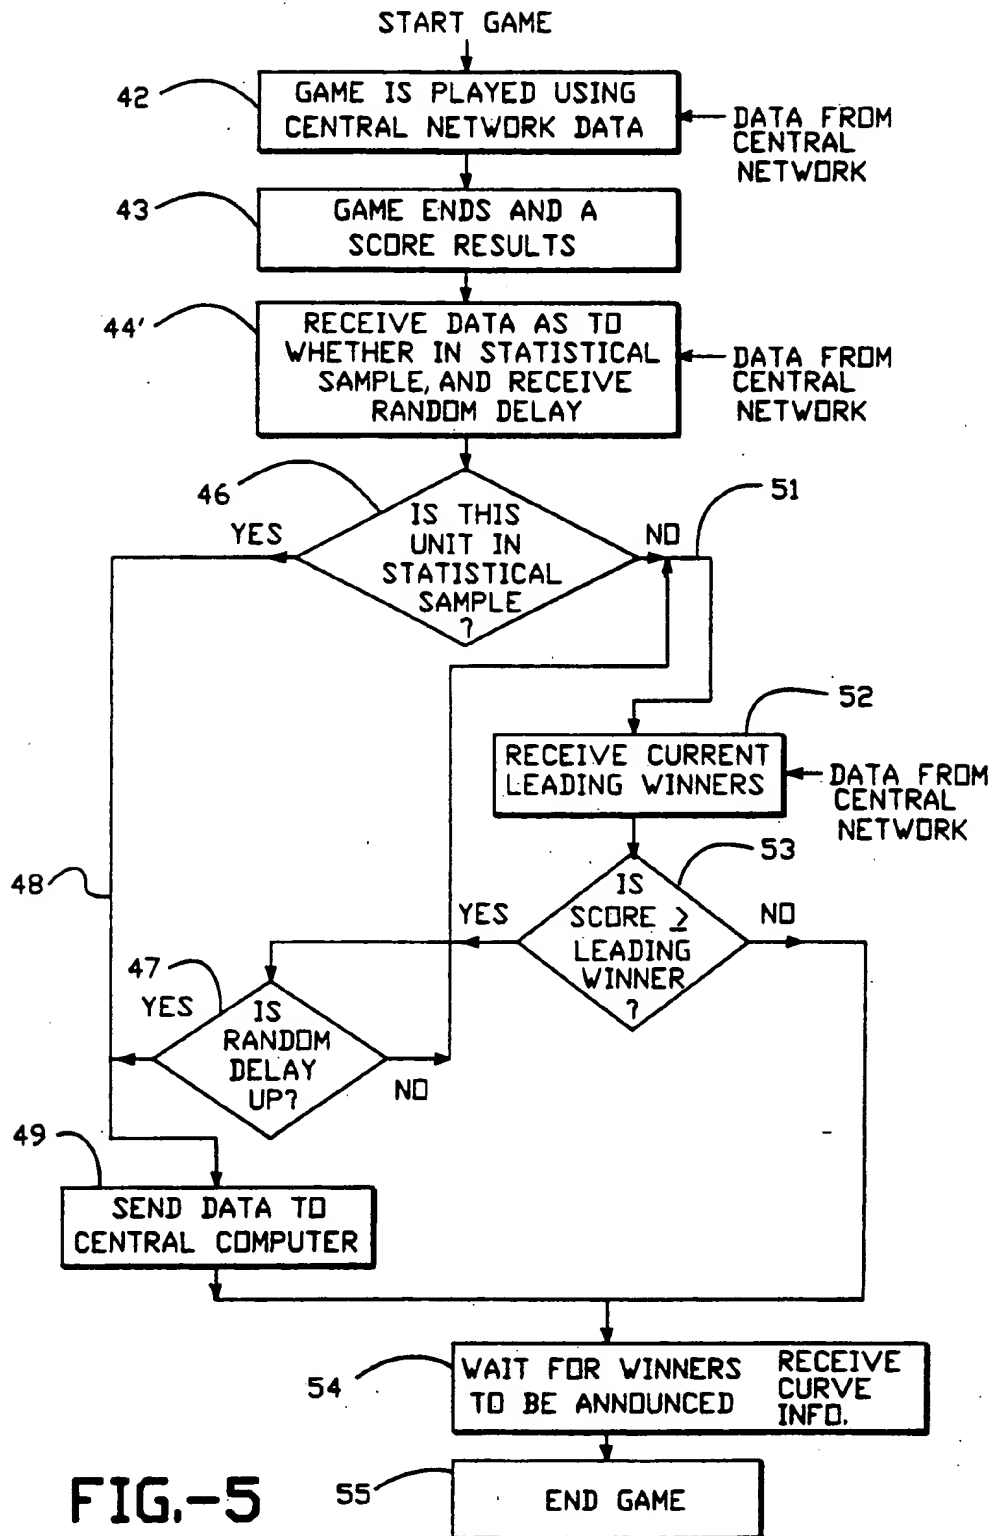 START GAME
42
GAME IS PLAYED USING
CENTRAL NETWORK DATA
DATA FROM
CENTRAL
NETWORK
43
GAME ENDS AND A
SCORE RESULTS
44'
RECEIVE DATA AS TO
WHETHER IN STATISTICAL
SAMPLE, AND RECEIVE
RANDOM DELAY
DATA FROM
CENTRAL
NETWORK
46
IS THIS
UNIT IN
STATISTICAL
SAMPLE
?
YES
NO
51
52
RECEIVE CURRENT
LEADING WINNERS
DATA FROM
CENTRAL
NETWORK
53
IS
SCORE ≥
LEADING
WINNER
?
YES
NO
48
47
YES
IS
RANDOM
DELAY
UP?
NO
49
SEND DATA TO
CENTRAL COMPUTER
54
WAIT FOR WINNERS
TO BE ANNOUNCED
RECEIVE
CURVE
INFO.
55
END GAME
FIG.-5